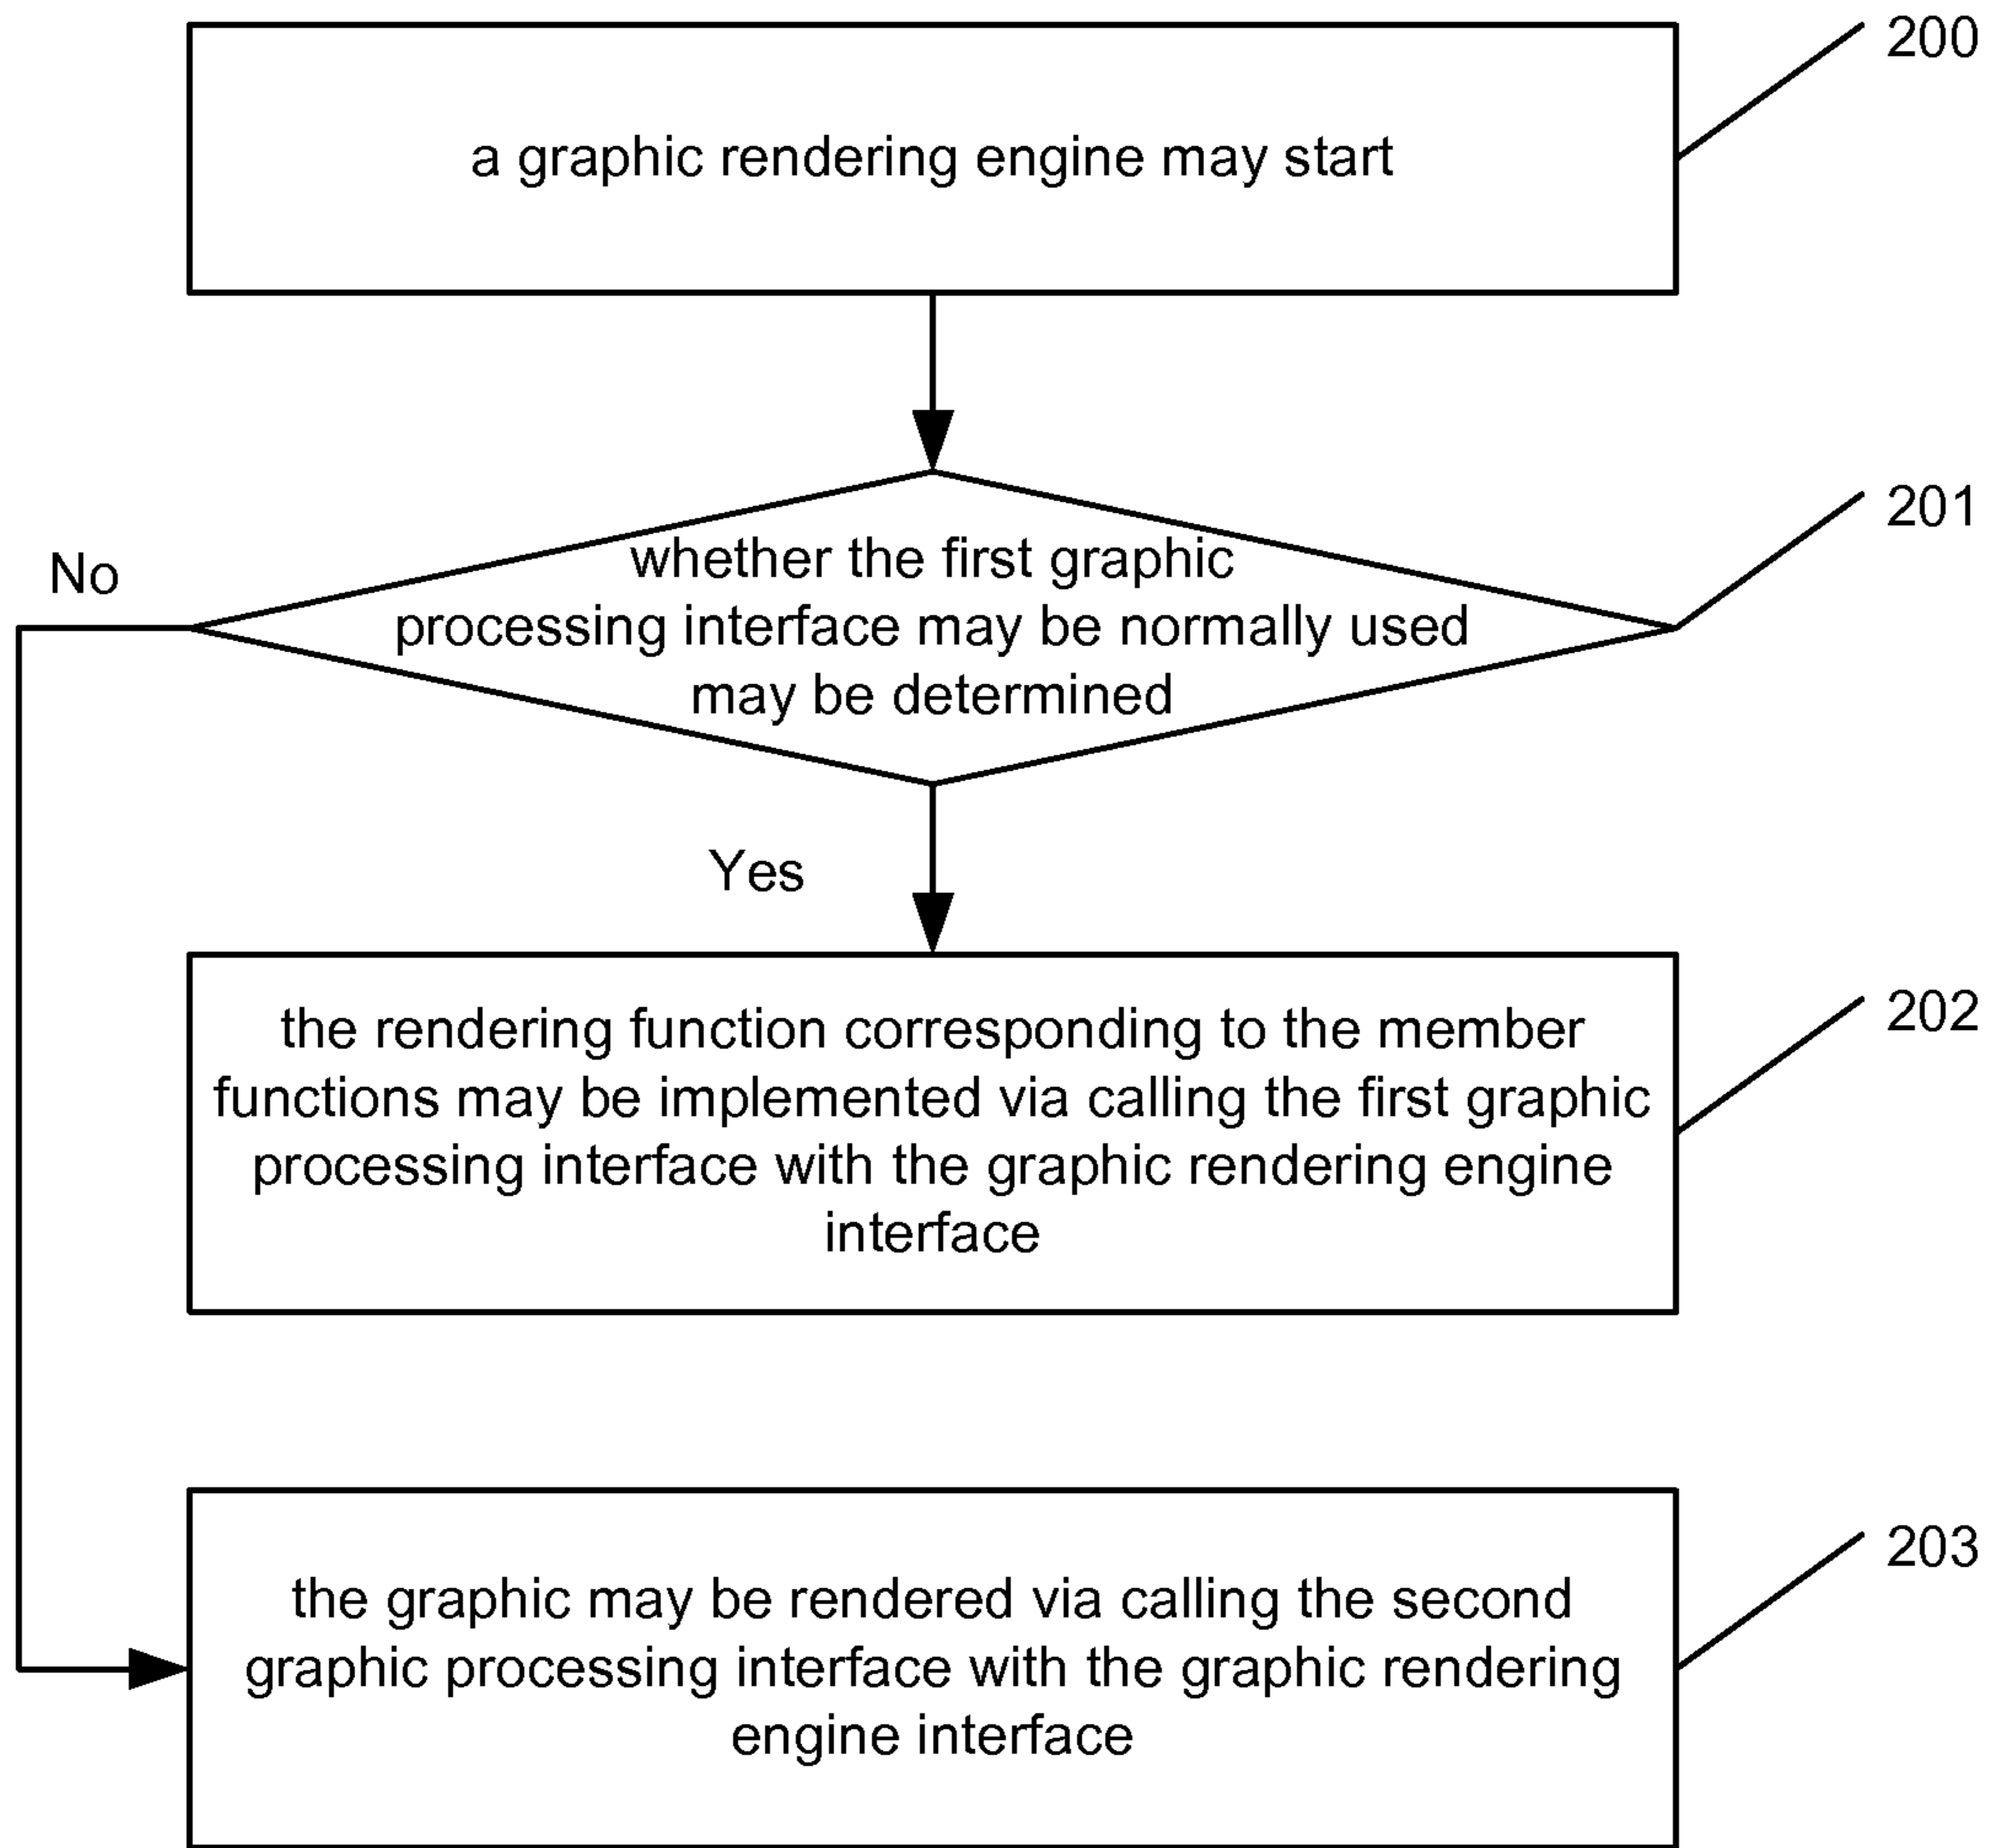 200
a graphic rendering engine may start
201
No
whether the first graphic
processing interface may be normally used
may be determined
Yes
202
the rendering function corresponding to the member
functions may be implemented via calling the first graphic
processing interface with the graphic rendering engine
interface
203
the graphic may be rendered via calling the second
graphic processing interface with the graphic rendering
engine interface